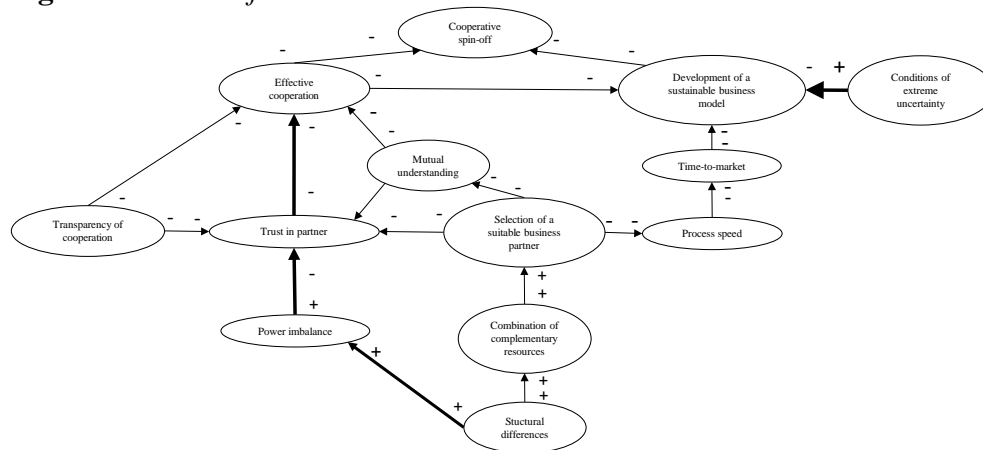 Cooperative
spin-off
- -
- -
Effective
cooperation
-
-
Development of a
sustainable business
model
- +
Conditions of
extreme
uncertainty
- - -
-
Mutual
understanding
-
-
Time-to-market
- - -
-
-
Transparency of
cooperation
- -
Trust in partner
- -
Selection of a
suitable business
partner
- -
Process speed
-
+
+
+
Power imbalance
+
Combination of
complementary
resources
+
+
+
Stuctural
differences